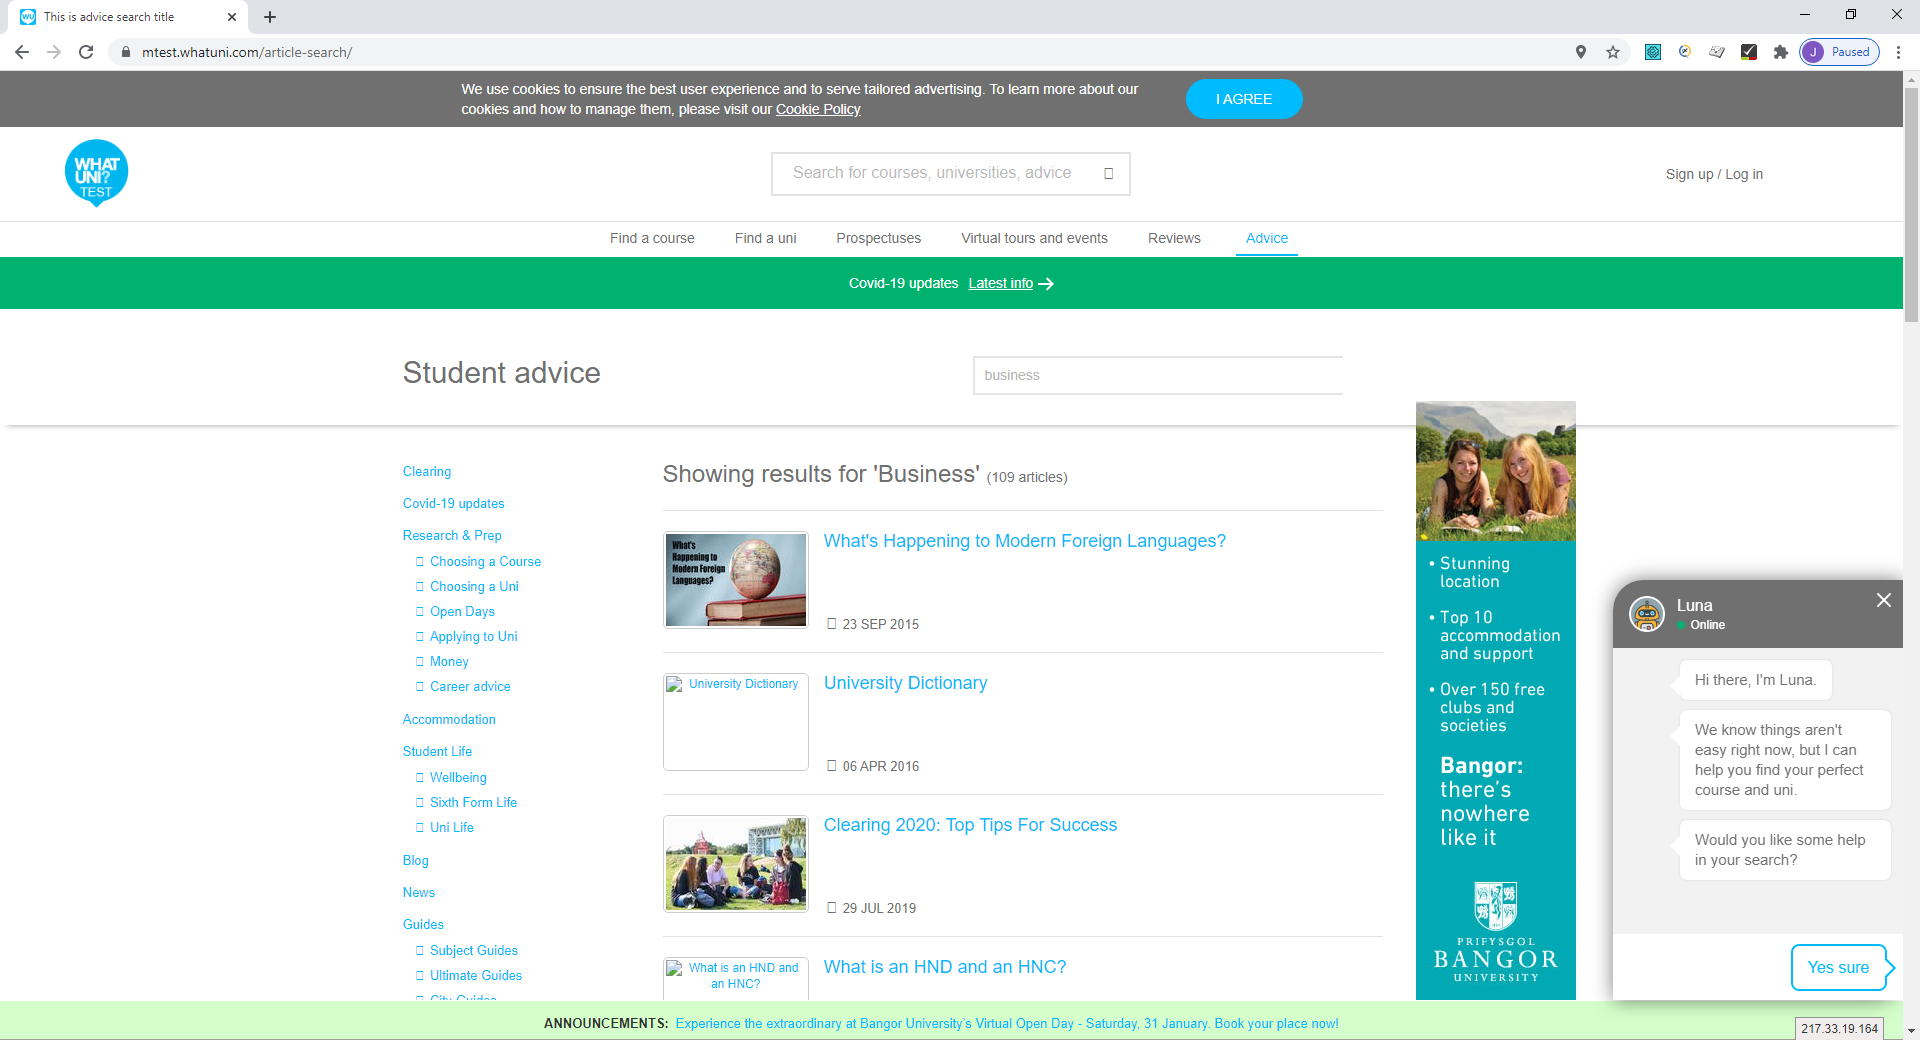 This is advice search title
mtest.whatuni.com/article-search/
J Paused
We use cookies to ensure the best user experience and to serve tailored advertising. To learn more about our
cookies and how to manage them, please visit our Cookie Policy
I AGREE
WHAT
UNI?
TEST
Search for courses, universities, advice
Sign up / Log in
Find a course
Find a uni
Prospectuses
Virtual tours and events
Reviews
Advice
Covid-19 updates Latest info
Student advice
business
Clearing
Covid-19 updates
Research & Prep
Choosing a Course
Choosing a Uni
Open Days
Applying to Uni
Money
Career advice
Accommodation
Student Life
Wellbeing
Sixth Form Life
Uni Life
Blog
News
Guides
Subject Guides
Ultimate Guides
City Guides
Showing results for 'Business' (109 articles)
What's
Happening to
Modern Foreign
Languages?
What's Happening to Modern Foreign Languages?
23 SEP 2015
University Dictionary
University Dictionary
06 APR 2016
Clearing 2020: Top Tips For Success
29 JUL 2019
What is an HND and
an HNC?
What is an HND and an HNC?
• Stunning
location
• Top 10
accommodation
and support
• Over 150 free
clubs and
societies
Bangor:
there's
nowhere
like it
PRIFYSGOL
BANGOR
UNIVERSITY
Luna
Online
Hi there, I'm Luna.
We know things aren't
easy right now, but I can
help you find your perfect
course and uni.
Would you like some help
in your search?
Yes sure
ANNOUNCEMENTS: Experience the extraordinary at Bangor University's Virtual Open Day - Saturday, 31 January. Book your place now!
217.33.19.164